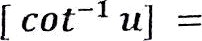 [ cot⁻¹ u] =